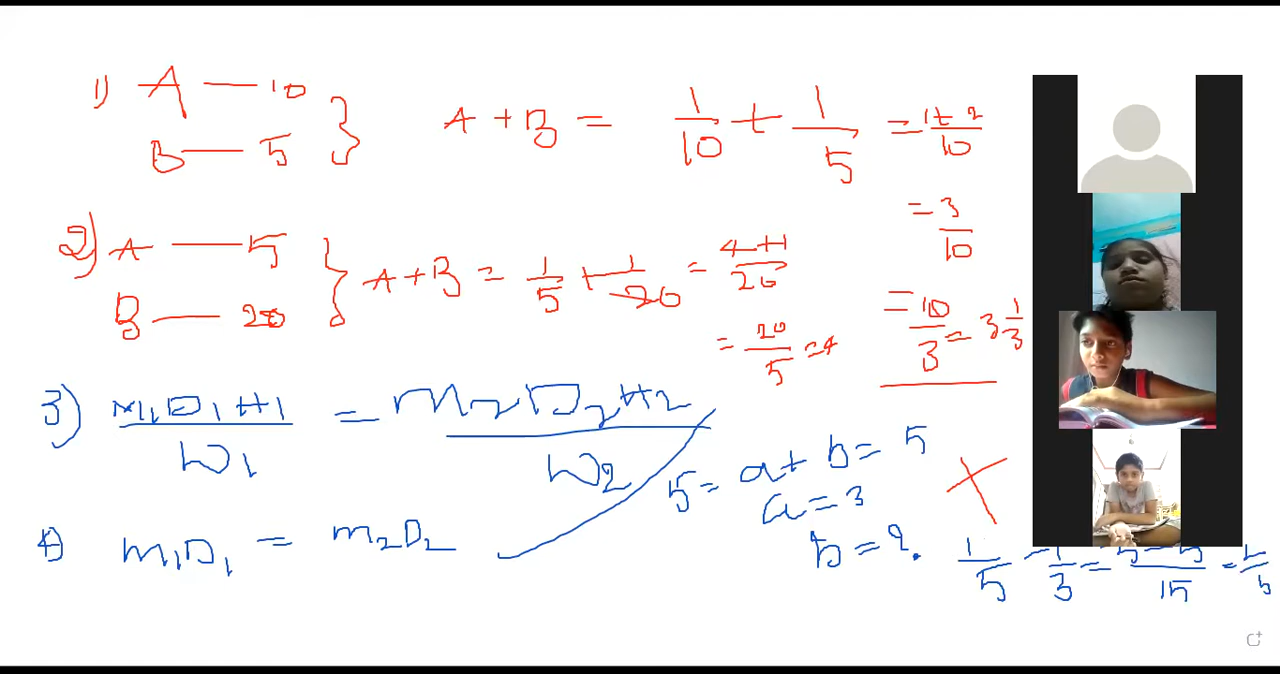 1) A — 10
B — 5
} A + B = 1/10 + 1/5 = 1+2/10
= 3/10
= 10/3 = 3 1/3
2) A — 5
B — 20
} A + B = 1/5 + 1/20 = 4+1/20
= 20/5 = 4
3) M1D1H1/W1 = M2D2H2/W2
4) M1D1 = M2D2
5 = a + b = 5
a = 3
b = ?
1/5 - 1/3 =